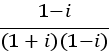 1−i
(1 + i)(1−i)